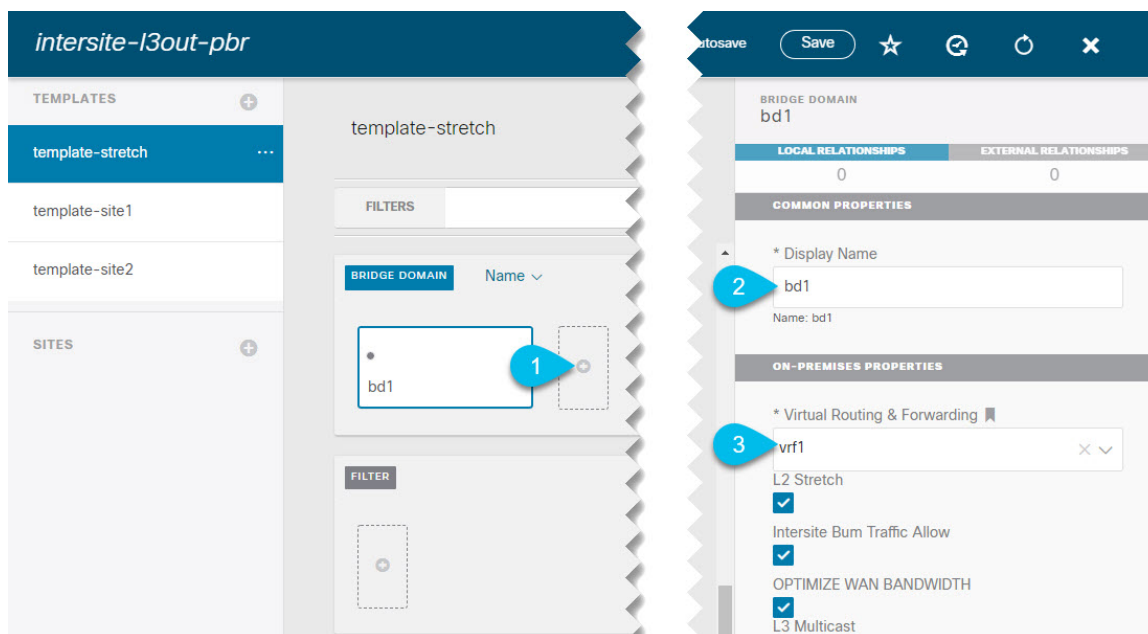 intersite-l3out-pbr
TEMPLATES
template-stretch
template-site1
template-site2
SITES
template-stretch
FILTERS
BRIDGE DOMAIN
Name
bd1
1
FILTER
utosave
Save
BRIDGE DOMAIN
bd1
LOCAL RELATIONSHIPS
EXTERNAL RELATIONSHIPS
0
0
COMMON PROPERTIES
* Display Name
2
bd1
Name: bd1
ON-PREMISES PROPERTIES
* Virtual Routing & Forwarding
3
vrf1
L2 Stretch
Intersite Bum Traffic Allow
OPTIMIZE WAN BANDWIDTH
L3 Multicast